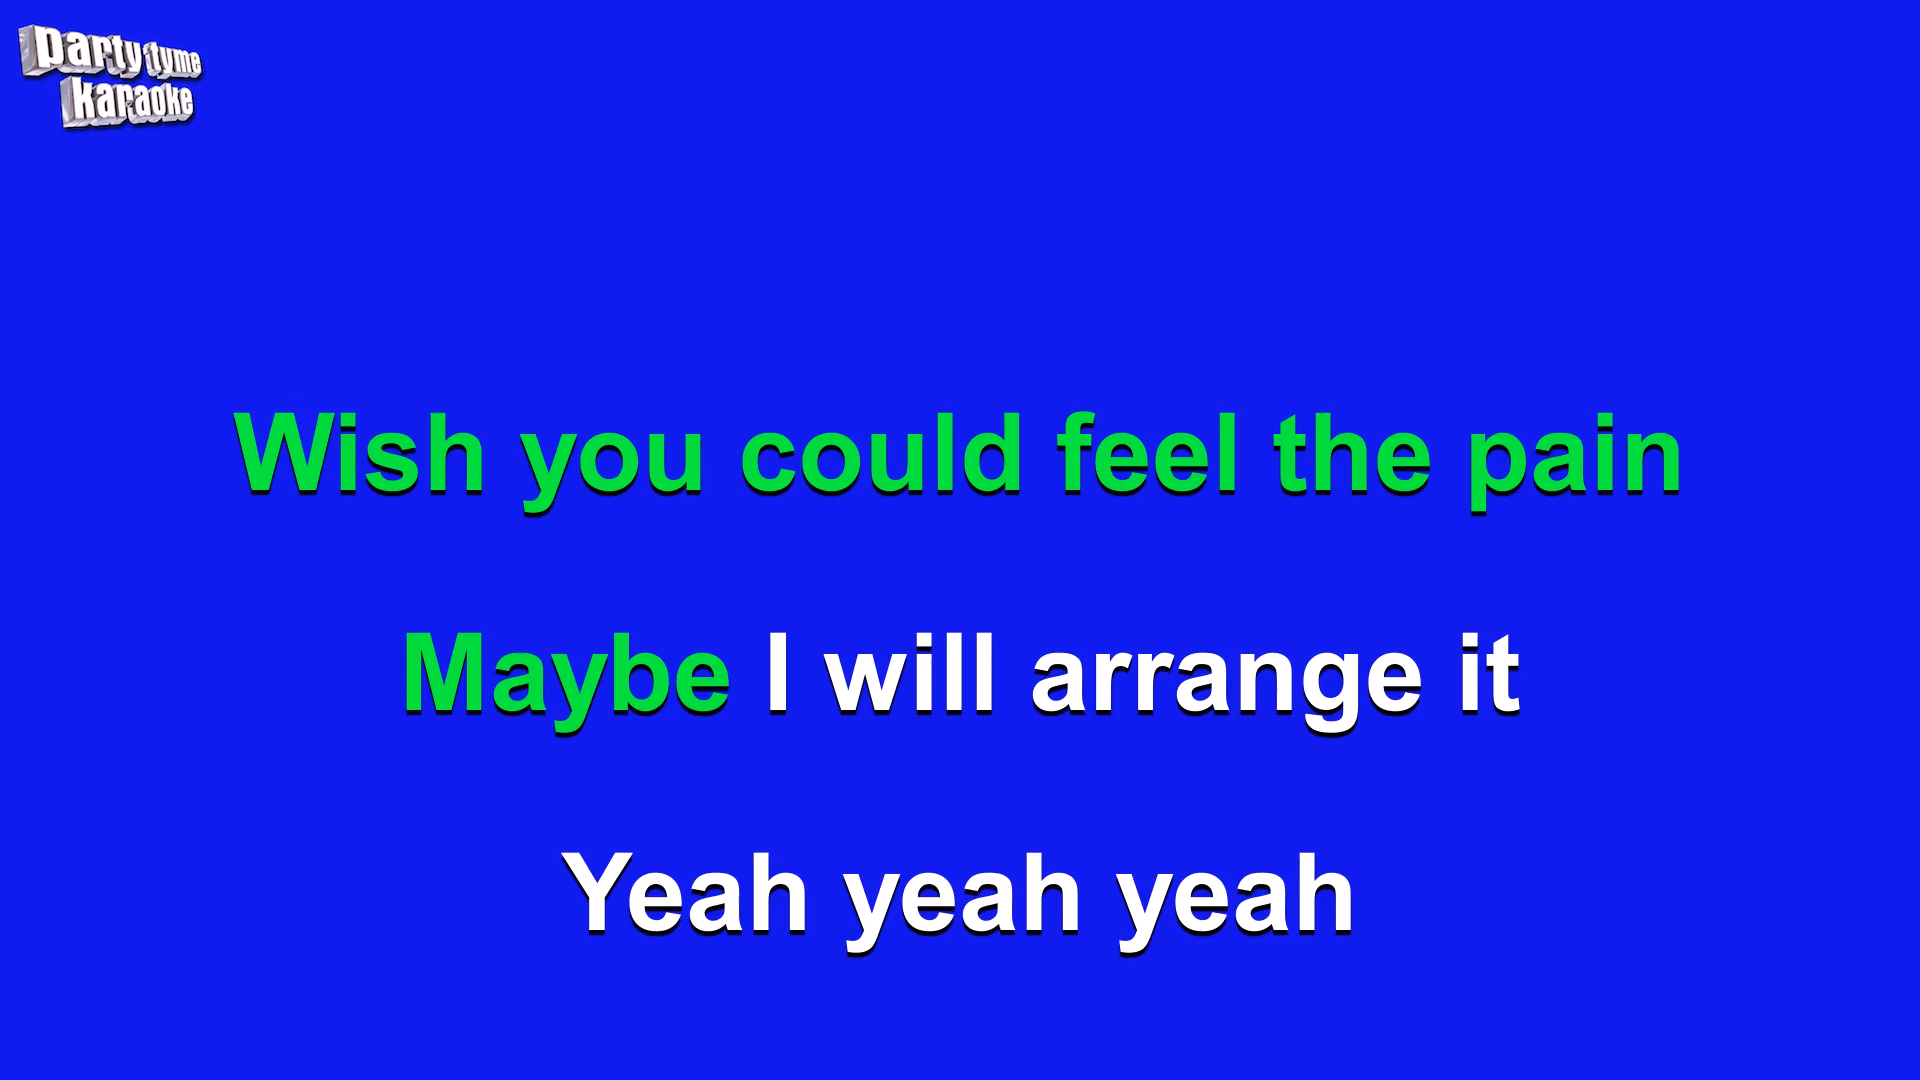 party tyme
karaoke
Wish you could feel the pain
Maybe I will arrange it
Yeah yeah yeah